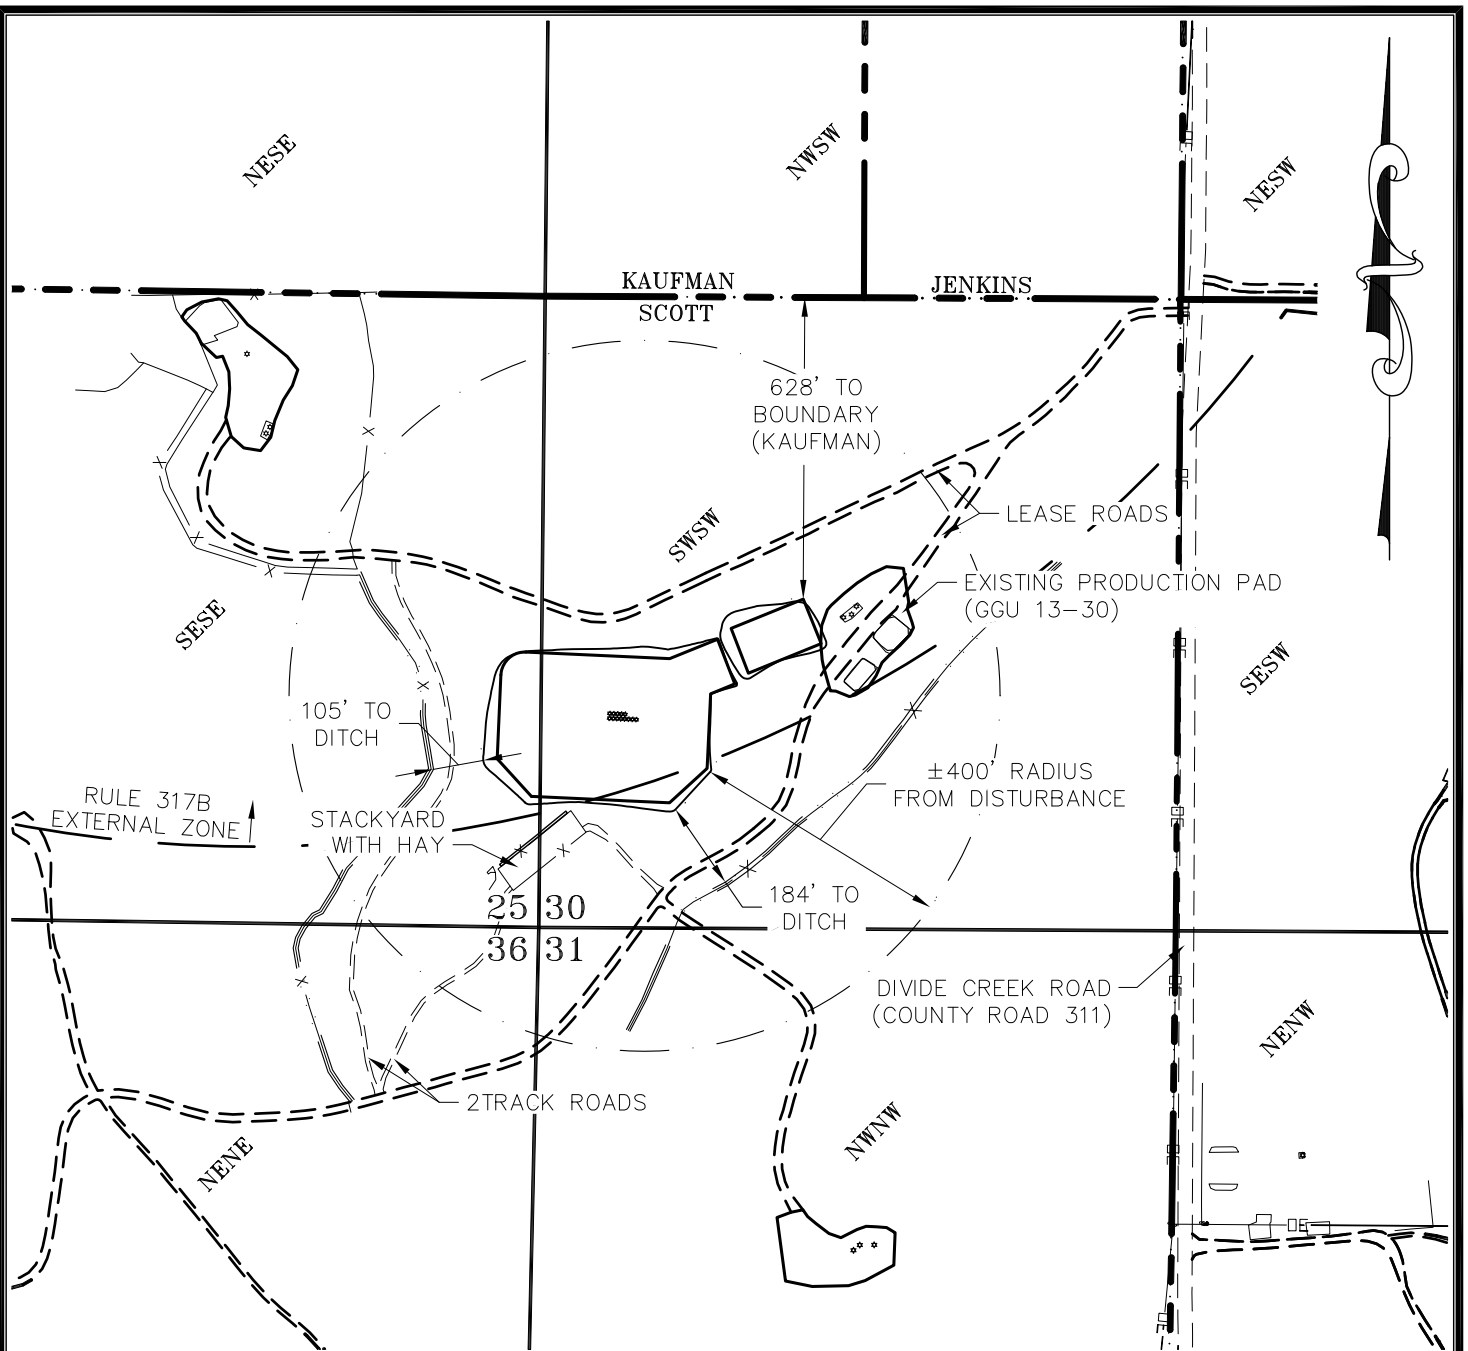 NESE
NWSW
NESW
KAUFMAN
JENKINS
SCOTT
628' TO
BOUNDARY
(KAUFMAN)
LEASE ROADS
SWSW
EXISTING PRODUCTION PAD
(GGU 13-30)
SESE
SESW
105' TO
DITCH
±400' RADIUS
FROM DISTURBANCE
RULE 317B
EXTERNAL ZONE
STACKYARD
WITH HAY
184' TO
DITCH
25 30
36 31
DIVIDE CREEK ROAD
(COUNTY ROAD 311)
NENW
2TRACK ROADS
NWNW
NENE